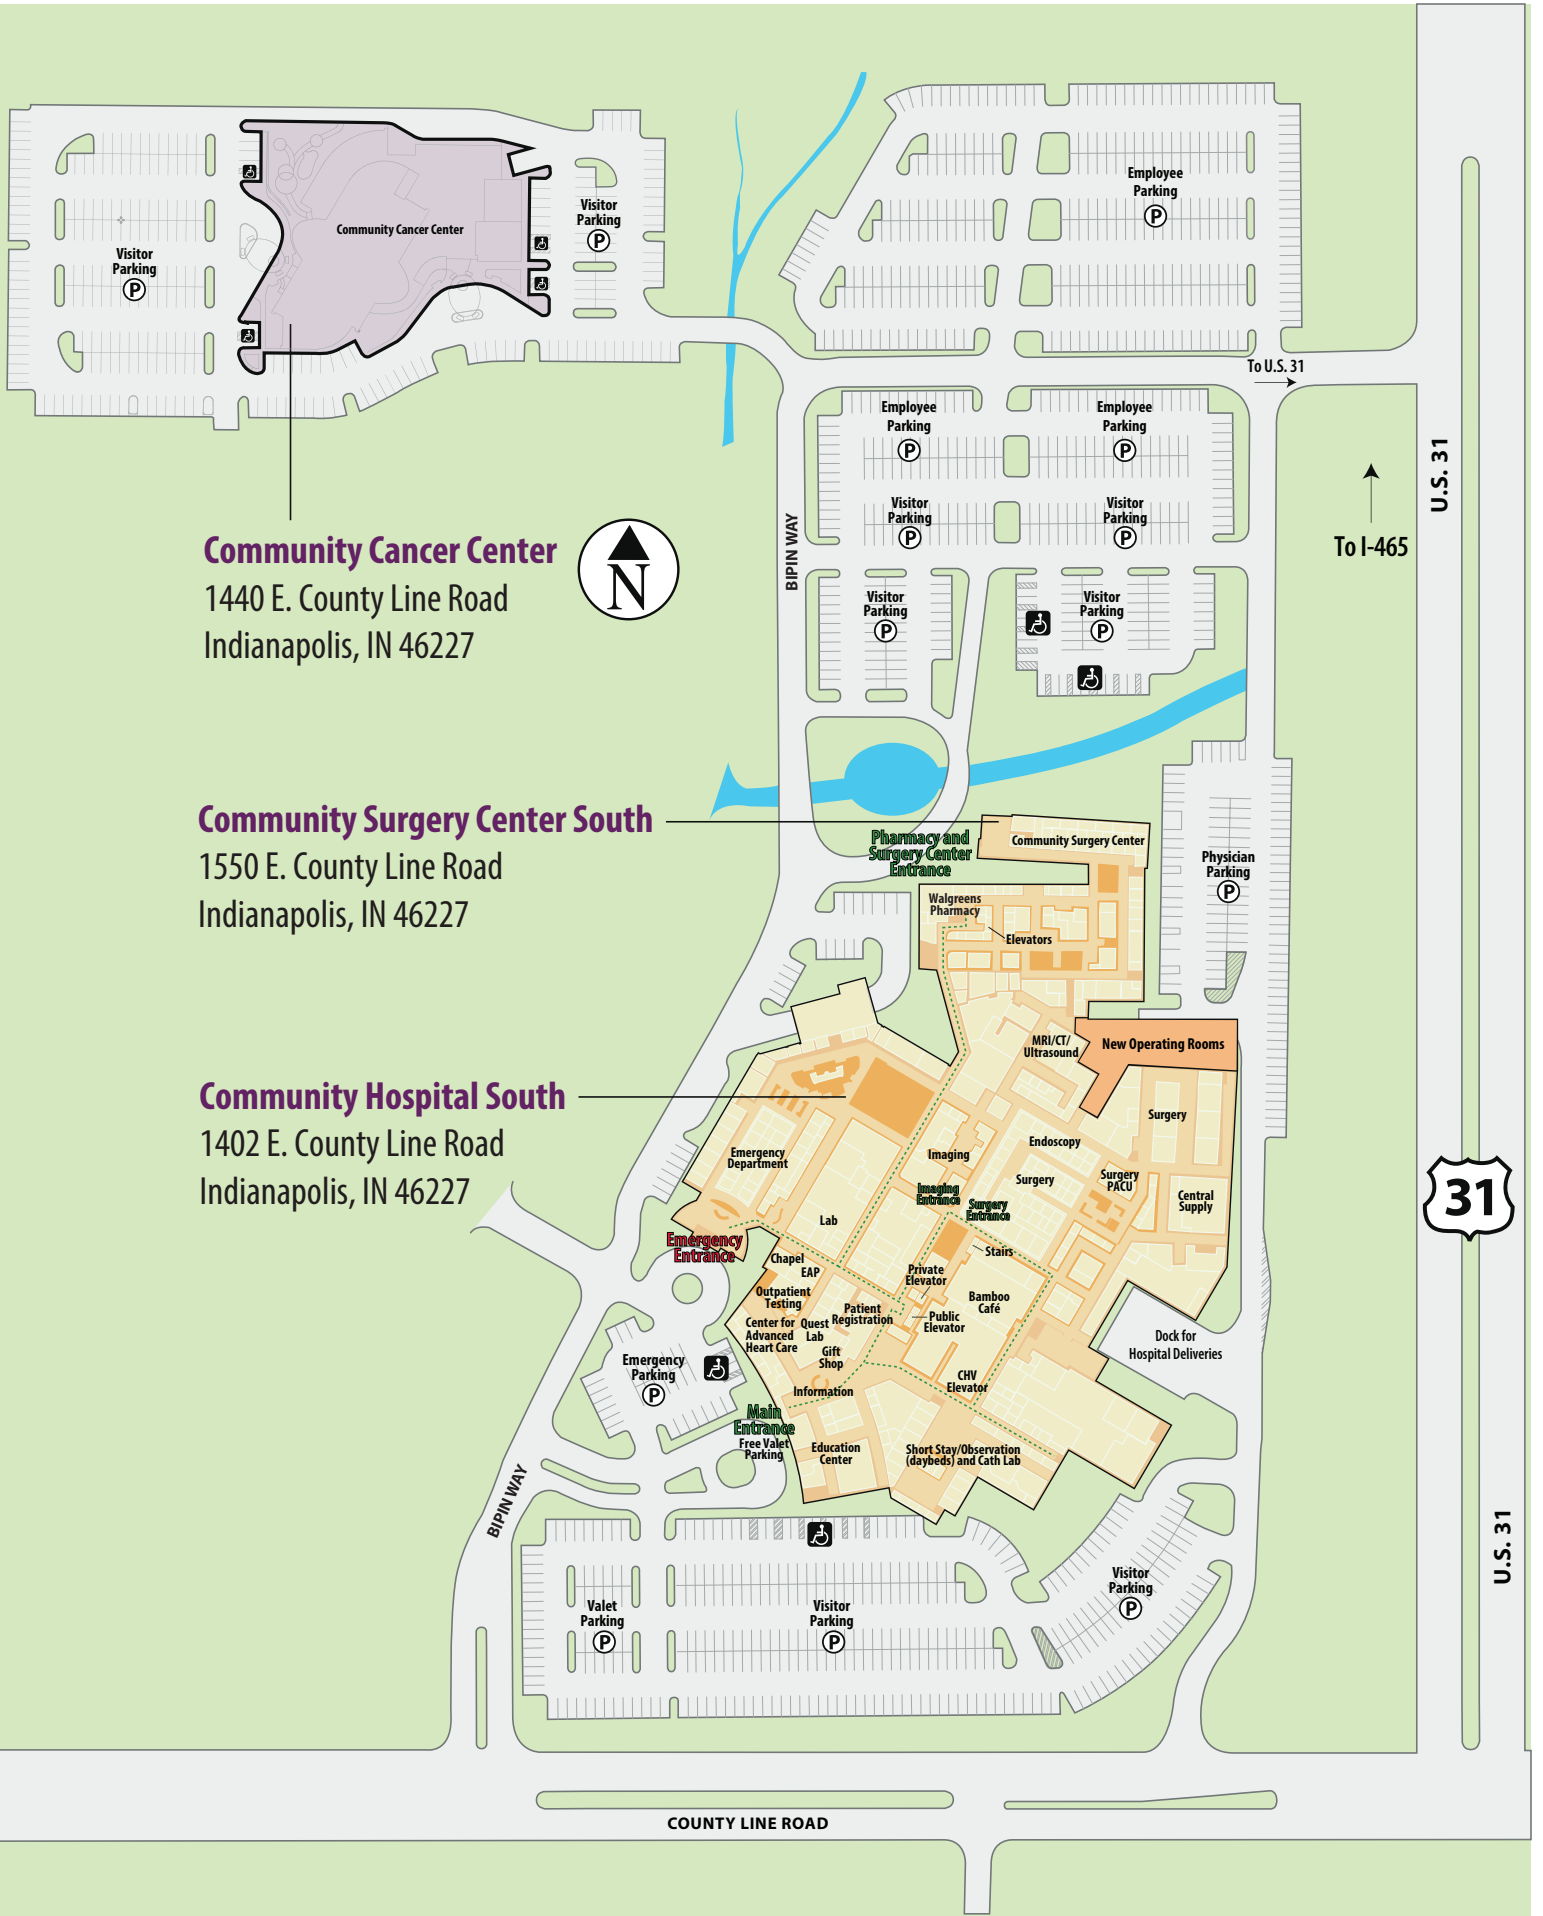 Employee
Parking
P
Visitor
Parking
P
Community Cancer Center
Visitor
Parking
P
To U.S. 31
Employee
Parking
P
Employee
Parking
P
U.S. 31
Visitor
Parking
P
Visitor
Parking
P
BIPIN WAY
To I-465
Community Cancer Center
1440 E. County Line Road
Indianapolis, IN 46227
N
Visitor
Parking
P
Visitor
Parking
P
Community Surgery Center South
1550 E. County Line Road
Indianapolis, IN 46227
Pharmacy and
Surgery Center
Entrance
Community Surgery Center
Physician
Parking
P
Walgreens
Pharmacy
Elevators
MRI/CT/
Ultrasound
New Operating Rooms
Community Hospital South
1402 E. County Line Road
Indianapolis, IN 46227
Surgery
Endoscopy
Emergency
Department
Imaging
Surgery
Surgery
PACU
Central
Supply
Imaging
Entrance
Surgery
Entrance
31
Lab
Emergency
Entrance
Stairs
Chapel
EAP
Private
Elevator
Outpatient
Testing
Bamboo
Café
Patient
Registration
Public
Elevator
Center for
Advanced
Heart Care
Quest
Lab
Gift
Shop
Dock for
Hospital Deliveries
Emergency
Parking
P
CHV
Elevator
Information
Main
Entrance
Free Valet
Parking
Education
Center
Short Stay/Observation
(daybeds) and Cath Lab
BIPIN WAY
U.S. 31
Visitor
Parking
P
Valet
Parking
P
Visitor
Parking
P
COUNTY LINE ROAD